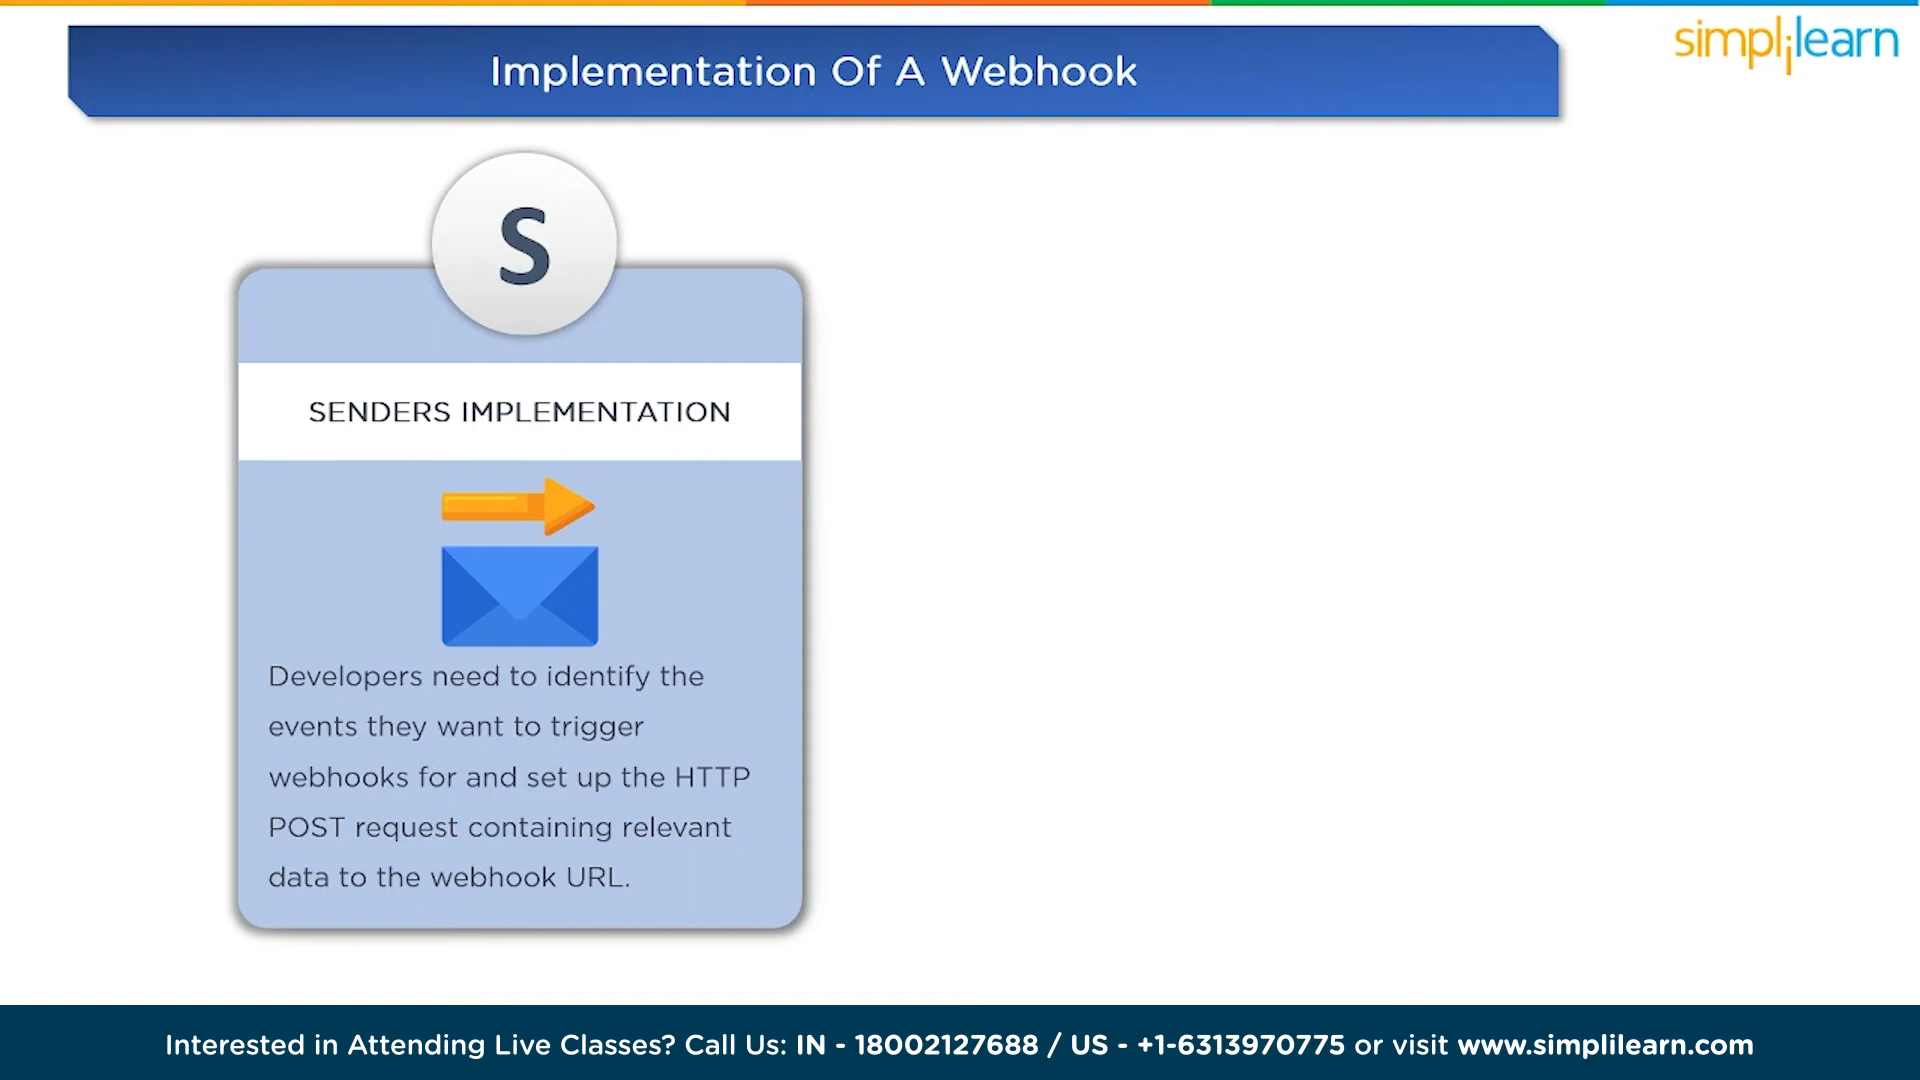 Implementation Of A Webhook
simplilearn
S
SENDERS IMPLEMENTATION
Developers need to identify the
events they want to trigger
webhooks for and set up the HTTP
POST request containing relevant
data to the webhook URL.
Interested in Attending Live Classes? Call Us: IN - 18002127688 / US - +1-6313970775 or visit www.simplilearn.com